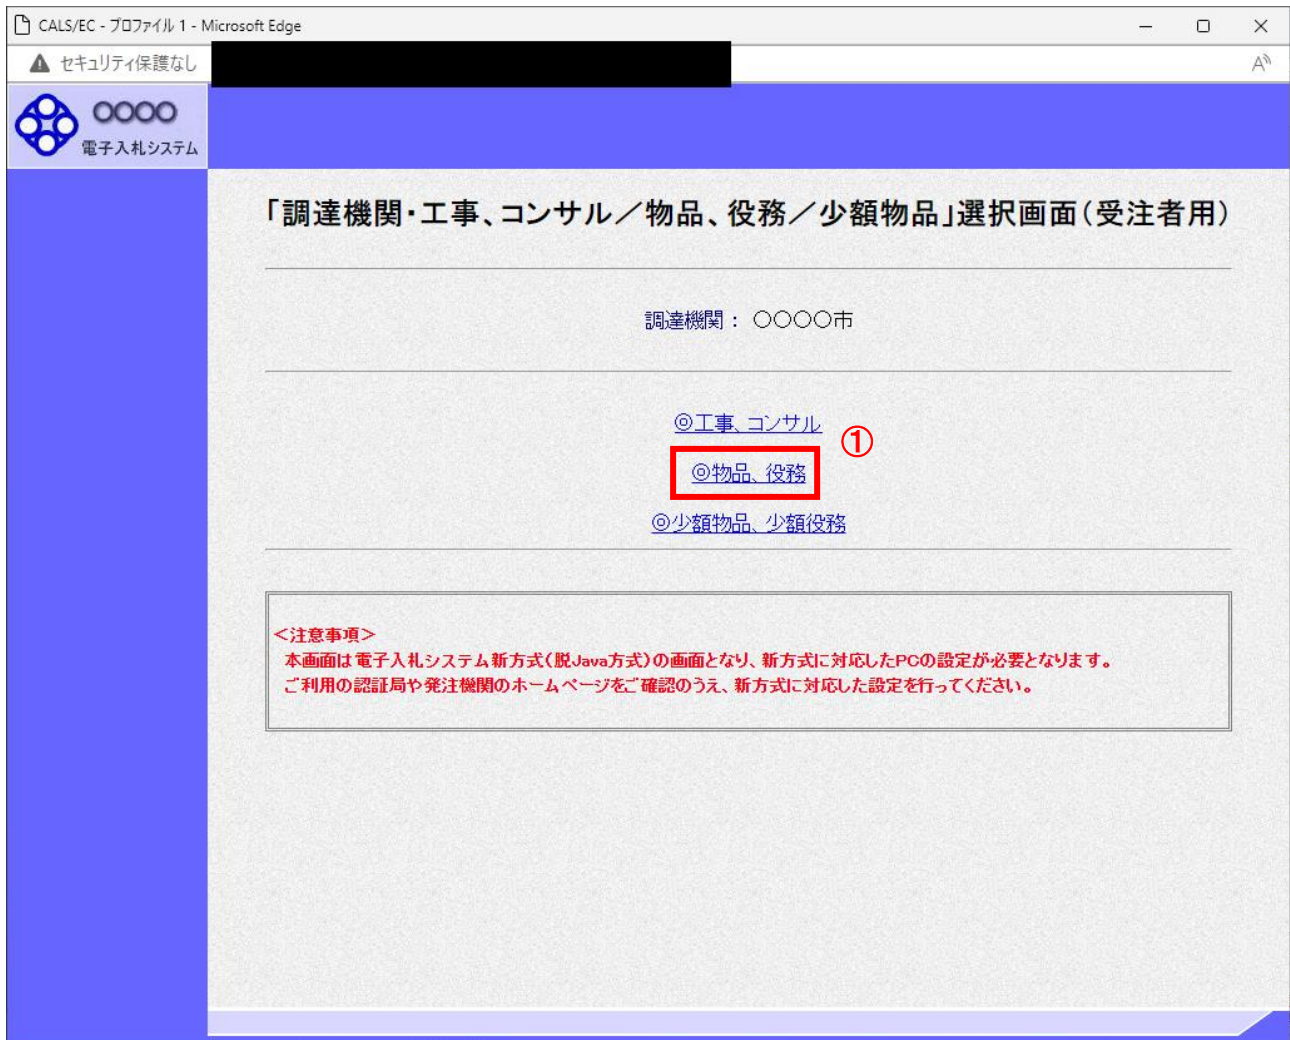 CALS/EC - プロファイル 1 - Microsoft Edge
セキュリティ保護なし
〇〇〇〇
電子入札システム
「調達機関・工事、コンサル／物品、役務／少額物品」選択画面(受注者用)
調達機関： 〇〇〇〇市
◎工事、コンサル
①
◎物品、役務
◎少額物品、少額役務
＜注意事項＞
本画面は電子入札システム新方式(脱Java方式)の画面となり、新方式に対応したPCの設定が必要となります。
ご利用の認証局や発注機関のホームページをご確認のうえ、新方式に対応した設定を行ってください。